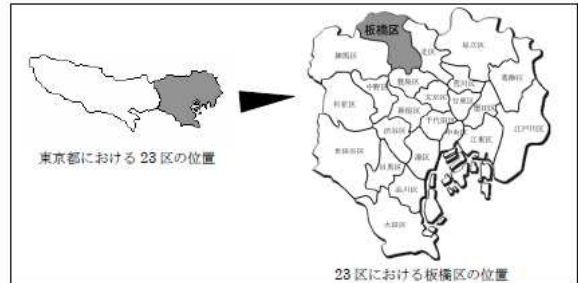 板橋区
北区
足立区
練馬区
葛飾区
豊島区
荒川区
中野区
文京区
台東区
墨田区
杉並区
新宿区
千代田区
江戸川区
渋谷区
中央区
江東区
世田谷区
港区
目黒区
品川区
大田区
東京都における 23 区の位置
23 区における板橋区の位置